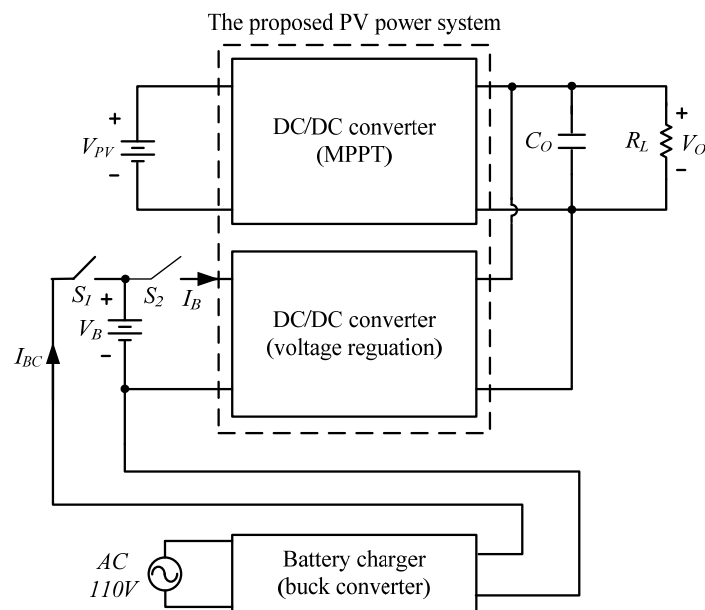 The proposed PV power system
DC/DC converter
(MPPT)
+
V_PV
−
C_O
R_L
+
V_O
−
S_1
+
S_2
I_B
V_B
−
I_BC
DC/DC converter
(voltage reguation)
AC
110V
Battery charger
(buck converter)